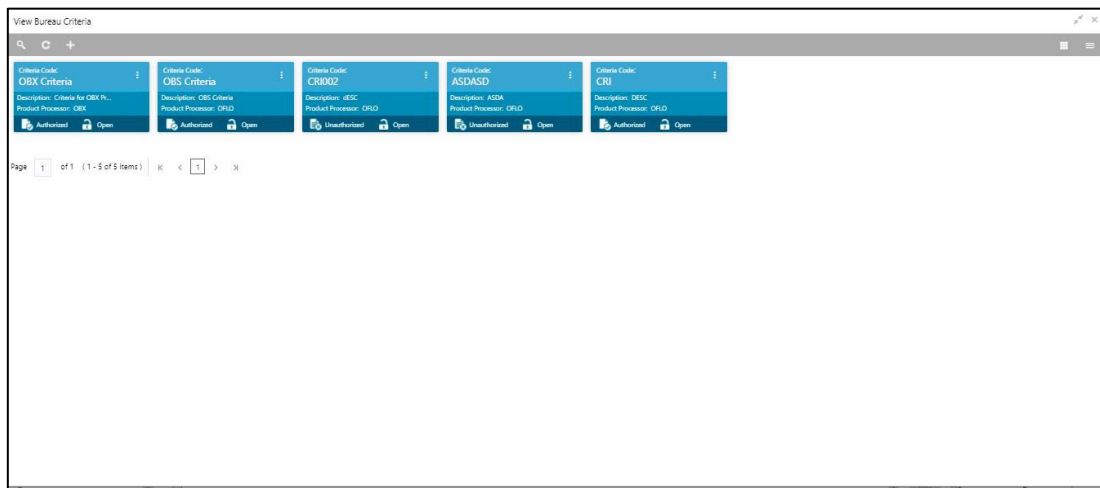 View Bureau Criteria
Criteria Code:
OBX Criteria
Description: Criteria for OBX Pr...
Product Processor: OBX
Authorized Open
Criteria Code:
OBS Criteria
Description: OBS Criteria
Product Processor: OFLO
Authorized Open
Criteria Code:
CRI002
Description: dESC
Product Processor: OFLO
Unauthorized Open
Criteria Code:
ASDASD
Description: ASDA
Product Processor: OFLO
Unauthorized Open
Criteria Code:
CRI
Description: DESC
Product Processor: OFLO
Authorized Open
Page 1 of 1 (1 - 5 of 5 items) 1